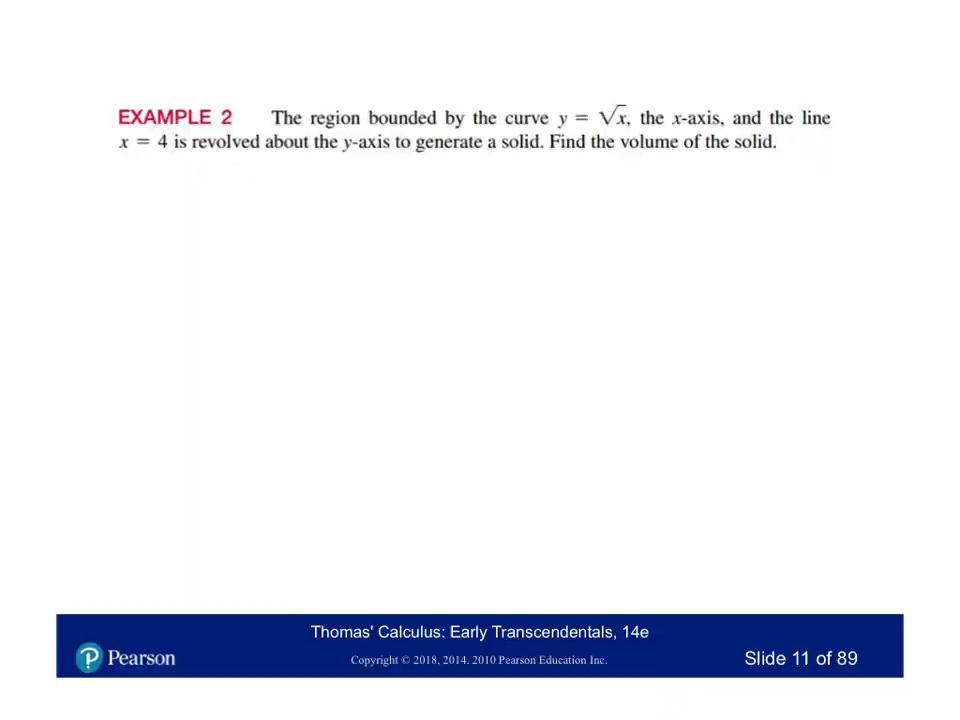 EXAMPLE 2 The region bounded by the curve y = √x, the x-axis, and the line
x = 4 is revolved about the y-axis to generate a solid. Find the volume of the solid.
Thomas' Calculus: Early Transcendentals, 14e
P Pearson
Copyright © 2018, 2014. 2010 Pearson Education Inc.
Slide 11 of 89